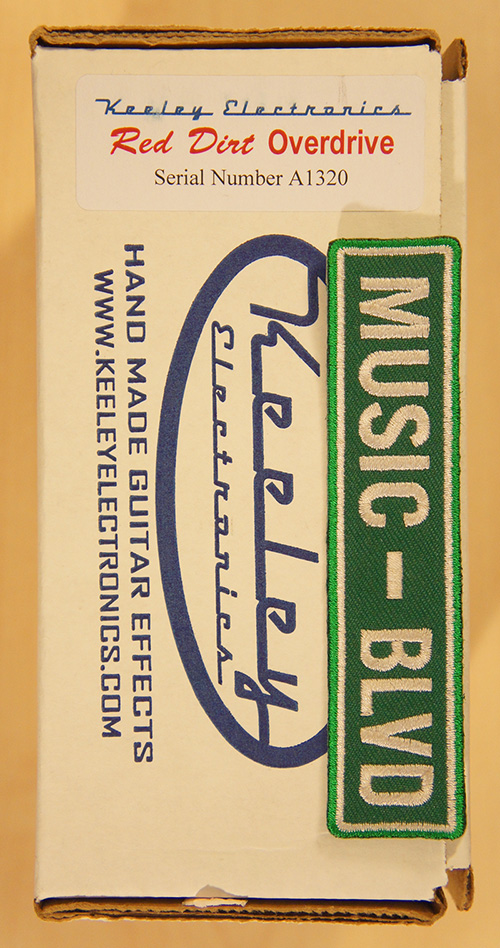 Keeley Electronics
Red Dirt Overdrive
Serial Number A1320
Keeley
Electronics
HAND MADE GUITAR EFFECTS
WWW.KEELEYELECTRONICS.COM
MUSIC - BLVD